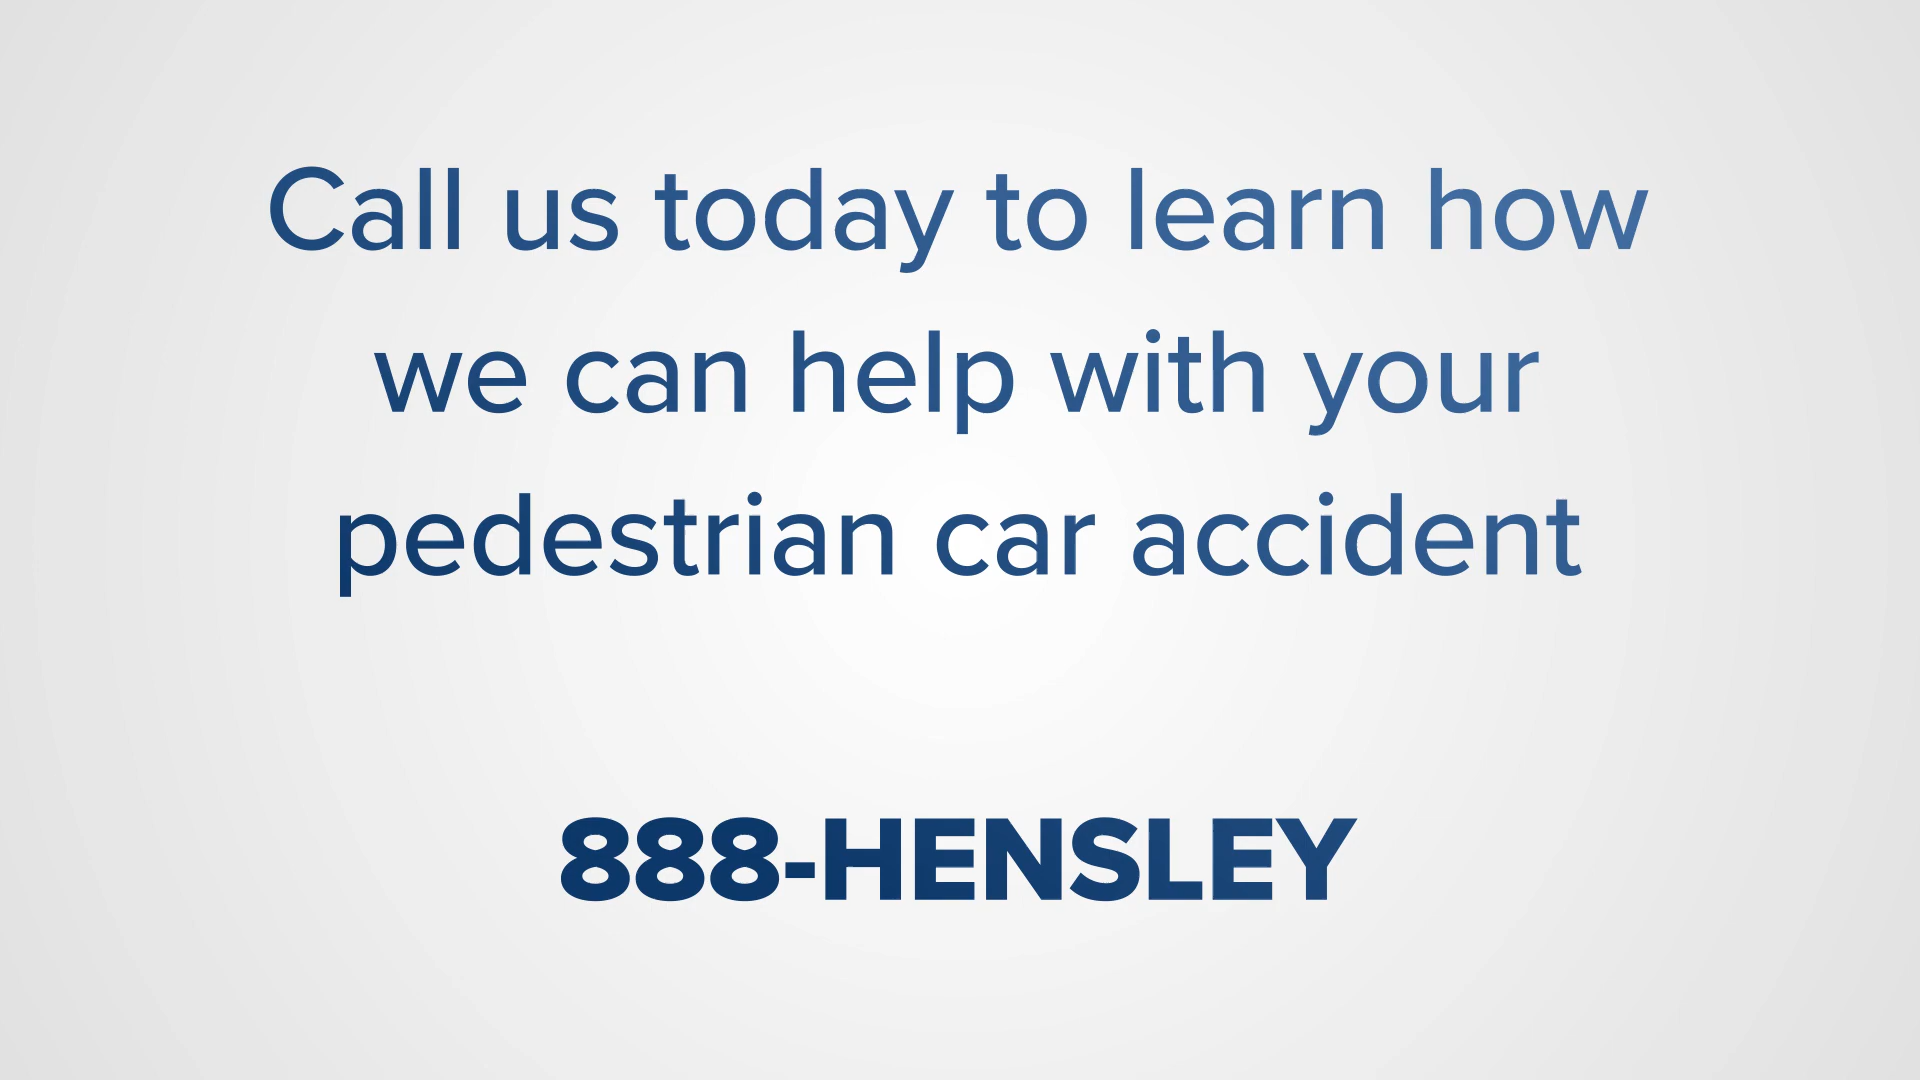 Call us today to learn how
we can help with your
pedestrian car accident
888-HENSLEY